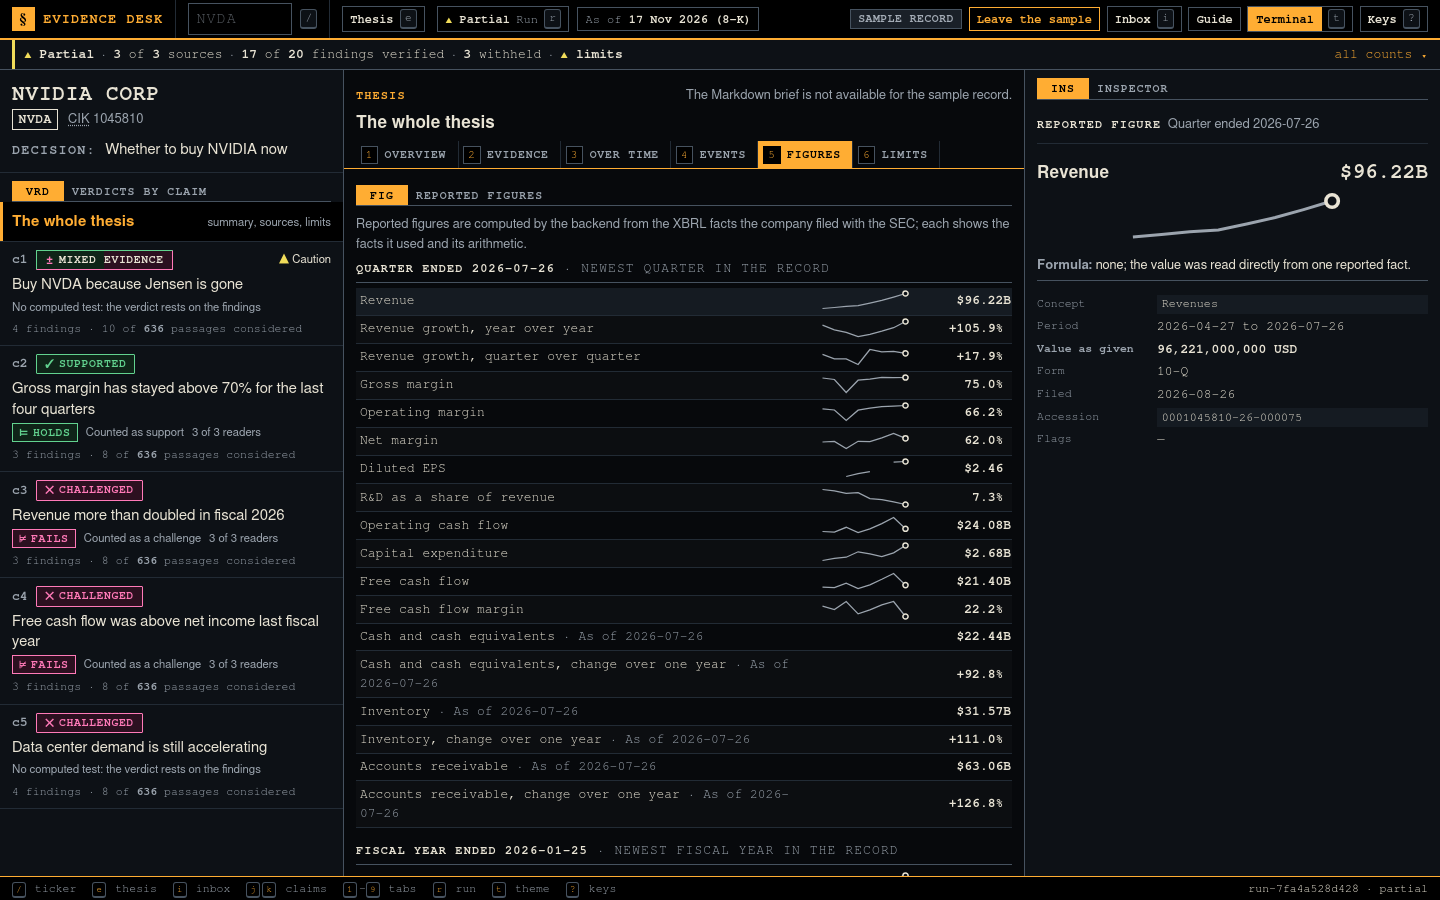 § EVIDENCE DESK NVDA / Thesis e ▲ Partial Run r As of 17 Nov 2026 (8-K) SAMPLE RECORD Leave the sample Inbox i Guide Terminal t Keys ?
▲ Partial · 3 of 3 sources · 17 of 20 findings verified · 3 withheld · ▲ limits all counts ▾
NVIDIA CORP
NVDA CIK 1045810
DECISION: Whether to buy NVIDIA now
VRD VERDICTS BY CLAIM
The whole thesis summary, sources, limits
c1 ± MIXED EVIDENCE Caution
Buy NVDA because Jensen is gone
No computed test: the verdict rests on the findings
4 findings · 10 of 636 passages considered
c2 ✓ SUPPORTED
Gross margin has stayed above 70% for the last
four quarters
⊨ HOLDS Counted as support 3 of 3 readers
3 findings · 8 of 636 passages considered
c3 ✕ CHALLENGED
Revenue more than doubled in fiscal 2026
⊭ FAILS Counted as a challenge 3 of 3 readers
3 findings · 8 of 636 passages considered
c4 ✕ CHALLENGED
Free cash flow was above net income last fiscal
year
⊭ FAILS Counted as a challenge 3 of 3 readers
3 findings · 8 of 636 passages considered
c5 ✕ CHALLENGED
Data center demand is still accelerating
No computed test: the verdict rests on the findings
4 findings · 8 of 636 passages considered
THESIS The Markdown brief is not available for the sample record.
The whole thesis
1 OVERVIEW 2 EVIDENCE 3 OVER TIME 4 EVENTS 5 FIGURES 6 LIMITS
FIG REPORTED FIGURES
Reported figures are computed by the backend from the XBRL facts the company filed with the SEC; each shows the
facts it used and its arithmetic.
QUARTER ENDED 2026-07-26 · NEWEST QUARTER IN THE RECORD
Revenue $96.22B
Revenue growth, year over year +105.9%
Revenue growth, quarter over quarter +17.9%
Gross margin 75.0%
Operating margin 66.2%
Net margin 62.0%
Diluted EPS $2.46
R&D as a share of revenue 7.3%
Operating cash flow $24.08B
Capital expenditure $2.68B
Free cash flow $21.40B
Free cash flow margin 22.2%
Cash and cash equivalents · As of 2026-07-26 $22.44B
Cash and cash equivalents, change over one year · As of
2026-07-26 +92.8%
Inventory · As of 2026-07-26 $31.57B
Inventory, change over one year · As of 2026-07-26 +111.0%
Accounts receivable · As of 2026-07-26 $63.06B
Accounts receivable, change over one year · As of 2026-
07-26 +126.8%
FISCAL YEAR ENDED 2026-01-25 · NEWEST FISCAL YEAR IN THE RECORD
INS INSPECTOR
REPORTED FIGURE Quarter ended 2026-07-26
Revenue $96.22B
Formula: none; the value was read directly from one reported fact.
Concept Revenues
Period 2026-04-27 to 2026-07-26
Value as given 96,221,000,000 USD
Form 10-Q
Filed 2026-08-26
Accession 0001045810-26-000075
Flags —
/ ticker e thesis i inbox j k claims 1-9 tabs r run t theme ? keys run-7fa4a528d428 · partial